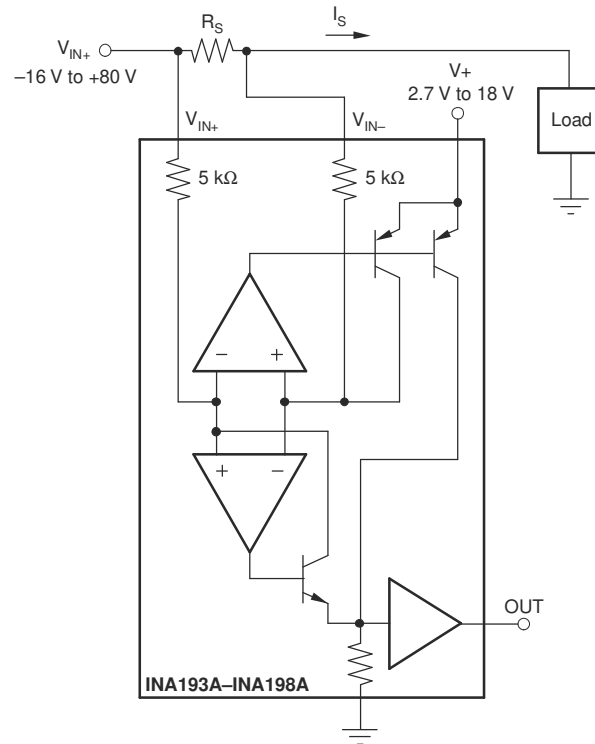 R_S
I_S
V_IN+
–16 V to +80 V
V+
2.7 V to 18 V
Load
V_IN+
V_IN–
5 kΩ
5 kΩ
– +
+ –
OUT
INA193A–INA198A